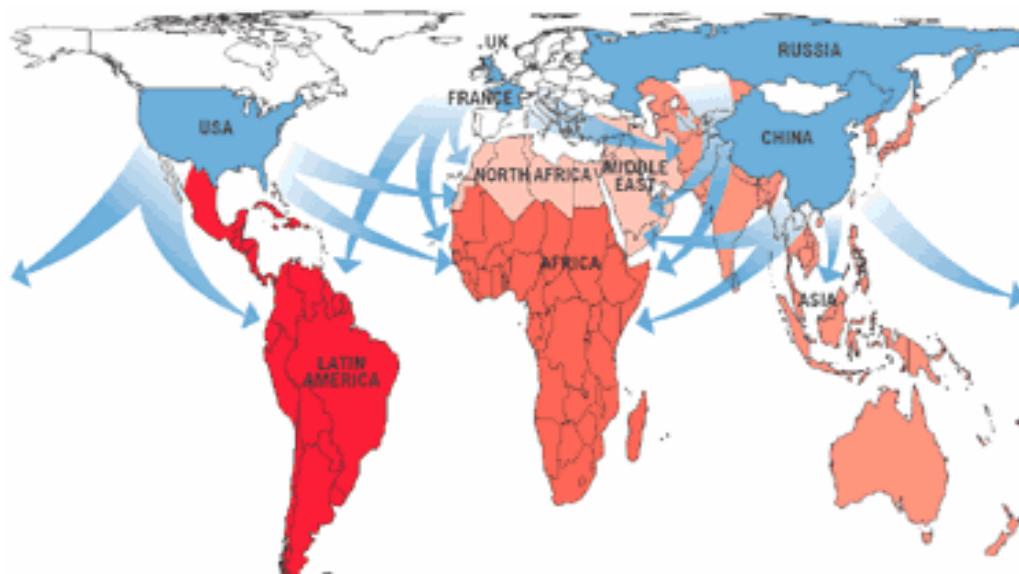 UK
RUSSIA
FRANCE
USA
CHINA
NORTH AFRICA
MIDDLE
EAST
AFRICA
ASIA
LATIN
AMERICA